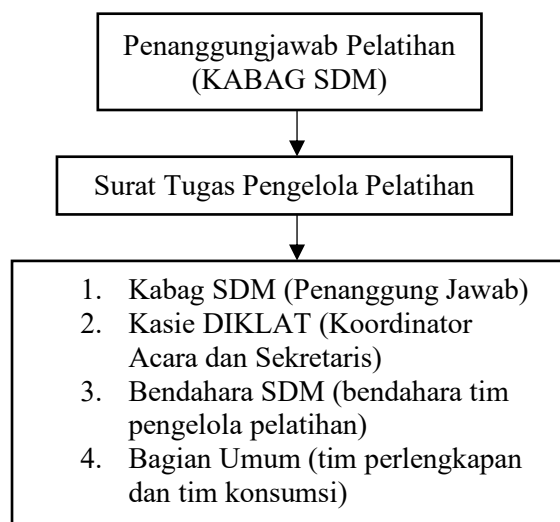 Penanggungjawab Pelatihan
(KABAG SDM)
Surat Tugas Pengelola Pelatihan
1. Kabag SDM (Penanggung Jawab)
2. Kasie DIKLAT (Koordinator
Acara dan Sekretaris)
3. Bendahara SDM (bendahara tim
pengelola pelatihan)
4. Bagian Umum (tim perlengkapan
dan tim konsumsi)